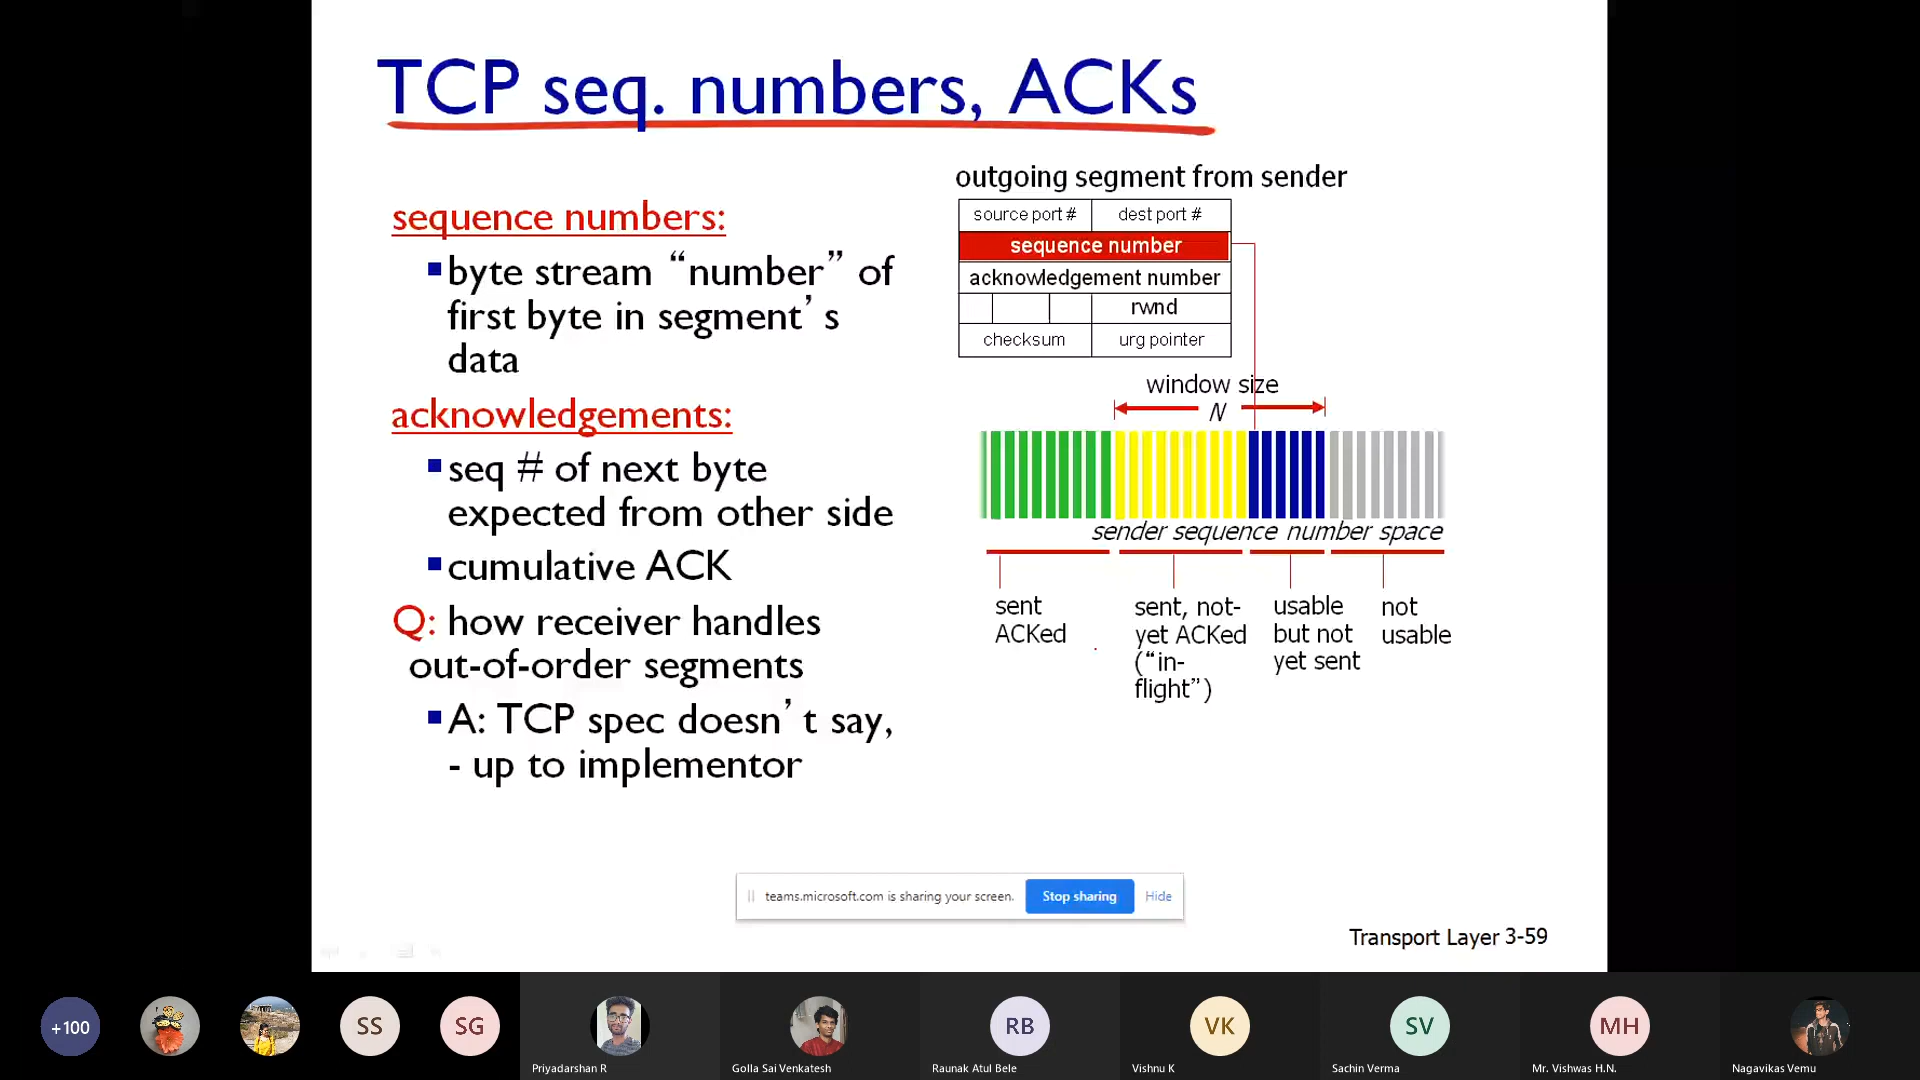 TCP seq. numbers, ACKs
sequence numbers:
byte stream “number” of
first byte in segment’s
data
acknowledgements:
seq # of next byte
expected from other side
cumulative ACK
Q: how receiver handles
out-of-order segments
A: TCP spec doesn’t say,
- up to implementor
outgoing segment from sender
source port #
dest port #
sequence number
acknowledgement number
rwnd
checksum
urg pointer
window size
N
sender sequence number space
sent
ACKed
sent, not-
yet ACKed
(“in-
flight”)
usable
but not
yet sent
not
usable
teams.microsoft.com is sharing your screen.
Stop sharing
Hide
Transport Layer 3-59
+100
SS
SG
Priyadarshan R
Golla Sai Venkatesh
RB
Raunak Atul Bele
VK
Vishnu K
SV
Sachin Verma
MH
Mr. Vishwas H.N.
Nagavikas Vemu